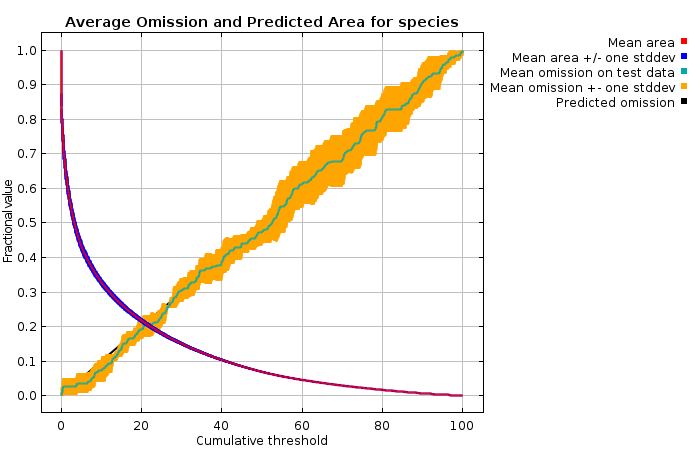 Average Omission and Predicted Area for species
Mean area
Mean area +/- one stddev
Mean omission on test data
Mean omission +- one stddev
Predicted omission
Fractional value
1.0
0.9
0.8
0.7
0.6
0.5
0.4
0.3
0.2
0.1
0.0
0 20 40 60 80 100
Cumulative threshold